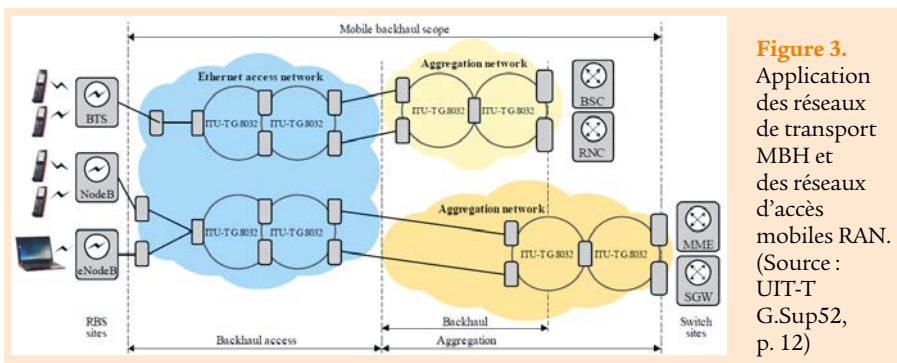 Mobile backhaul scope
Ethernet access network
Aggregation network
BTS
ITU-T G.8032
ITU-T G.8032
ITU-T G.8032
ITU-T G.8032
BSC
RNC
NodeB
eNodeB
ITU-T G.8032
ITU-T G.8032
Aggregation network
ITU-T G.8032
ITU-T G.8032
MME
SGW
RBS
sites
Backhaul access
Backhaul
Aggregation
Switch
sites
Figure 3.
Application
des réseaux
de transport
MBH et
des réseaux
d’accès
mobiles RAN.
(Source :
UIT-T
G.Sup52,
p. 12)